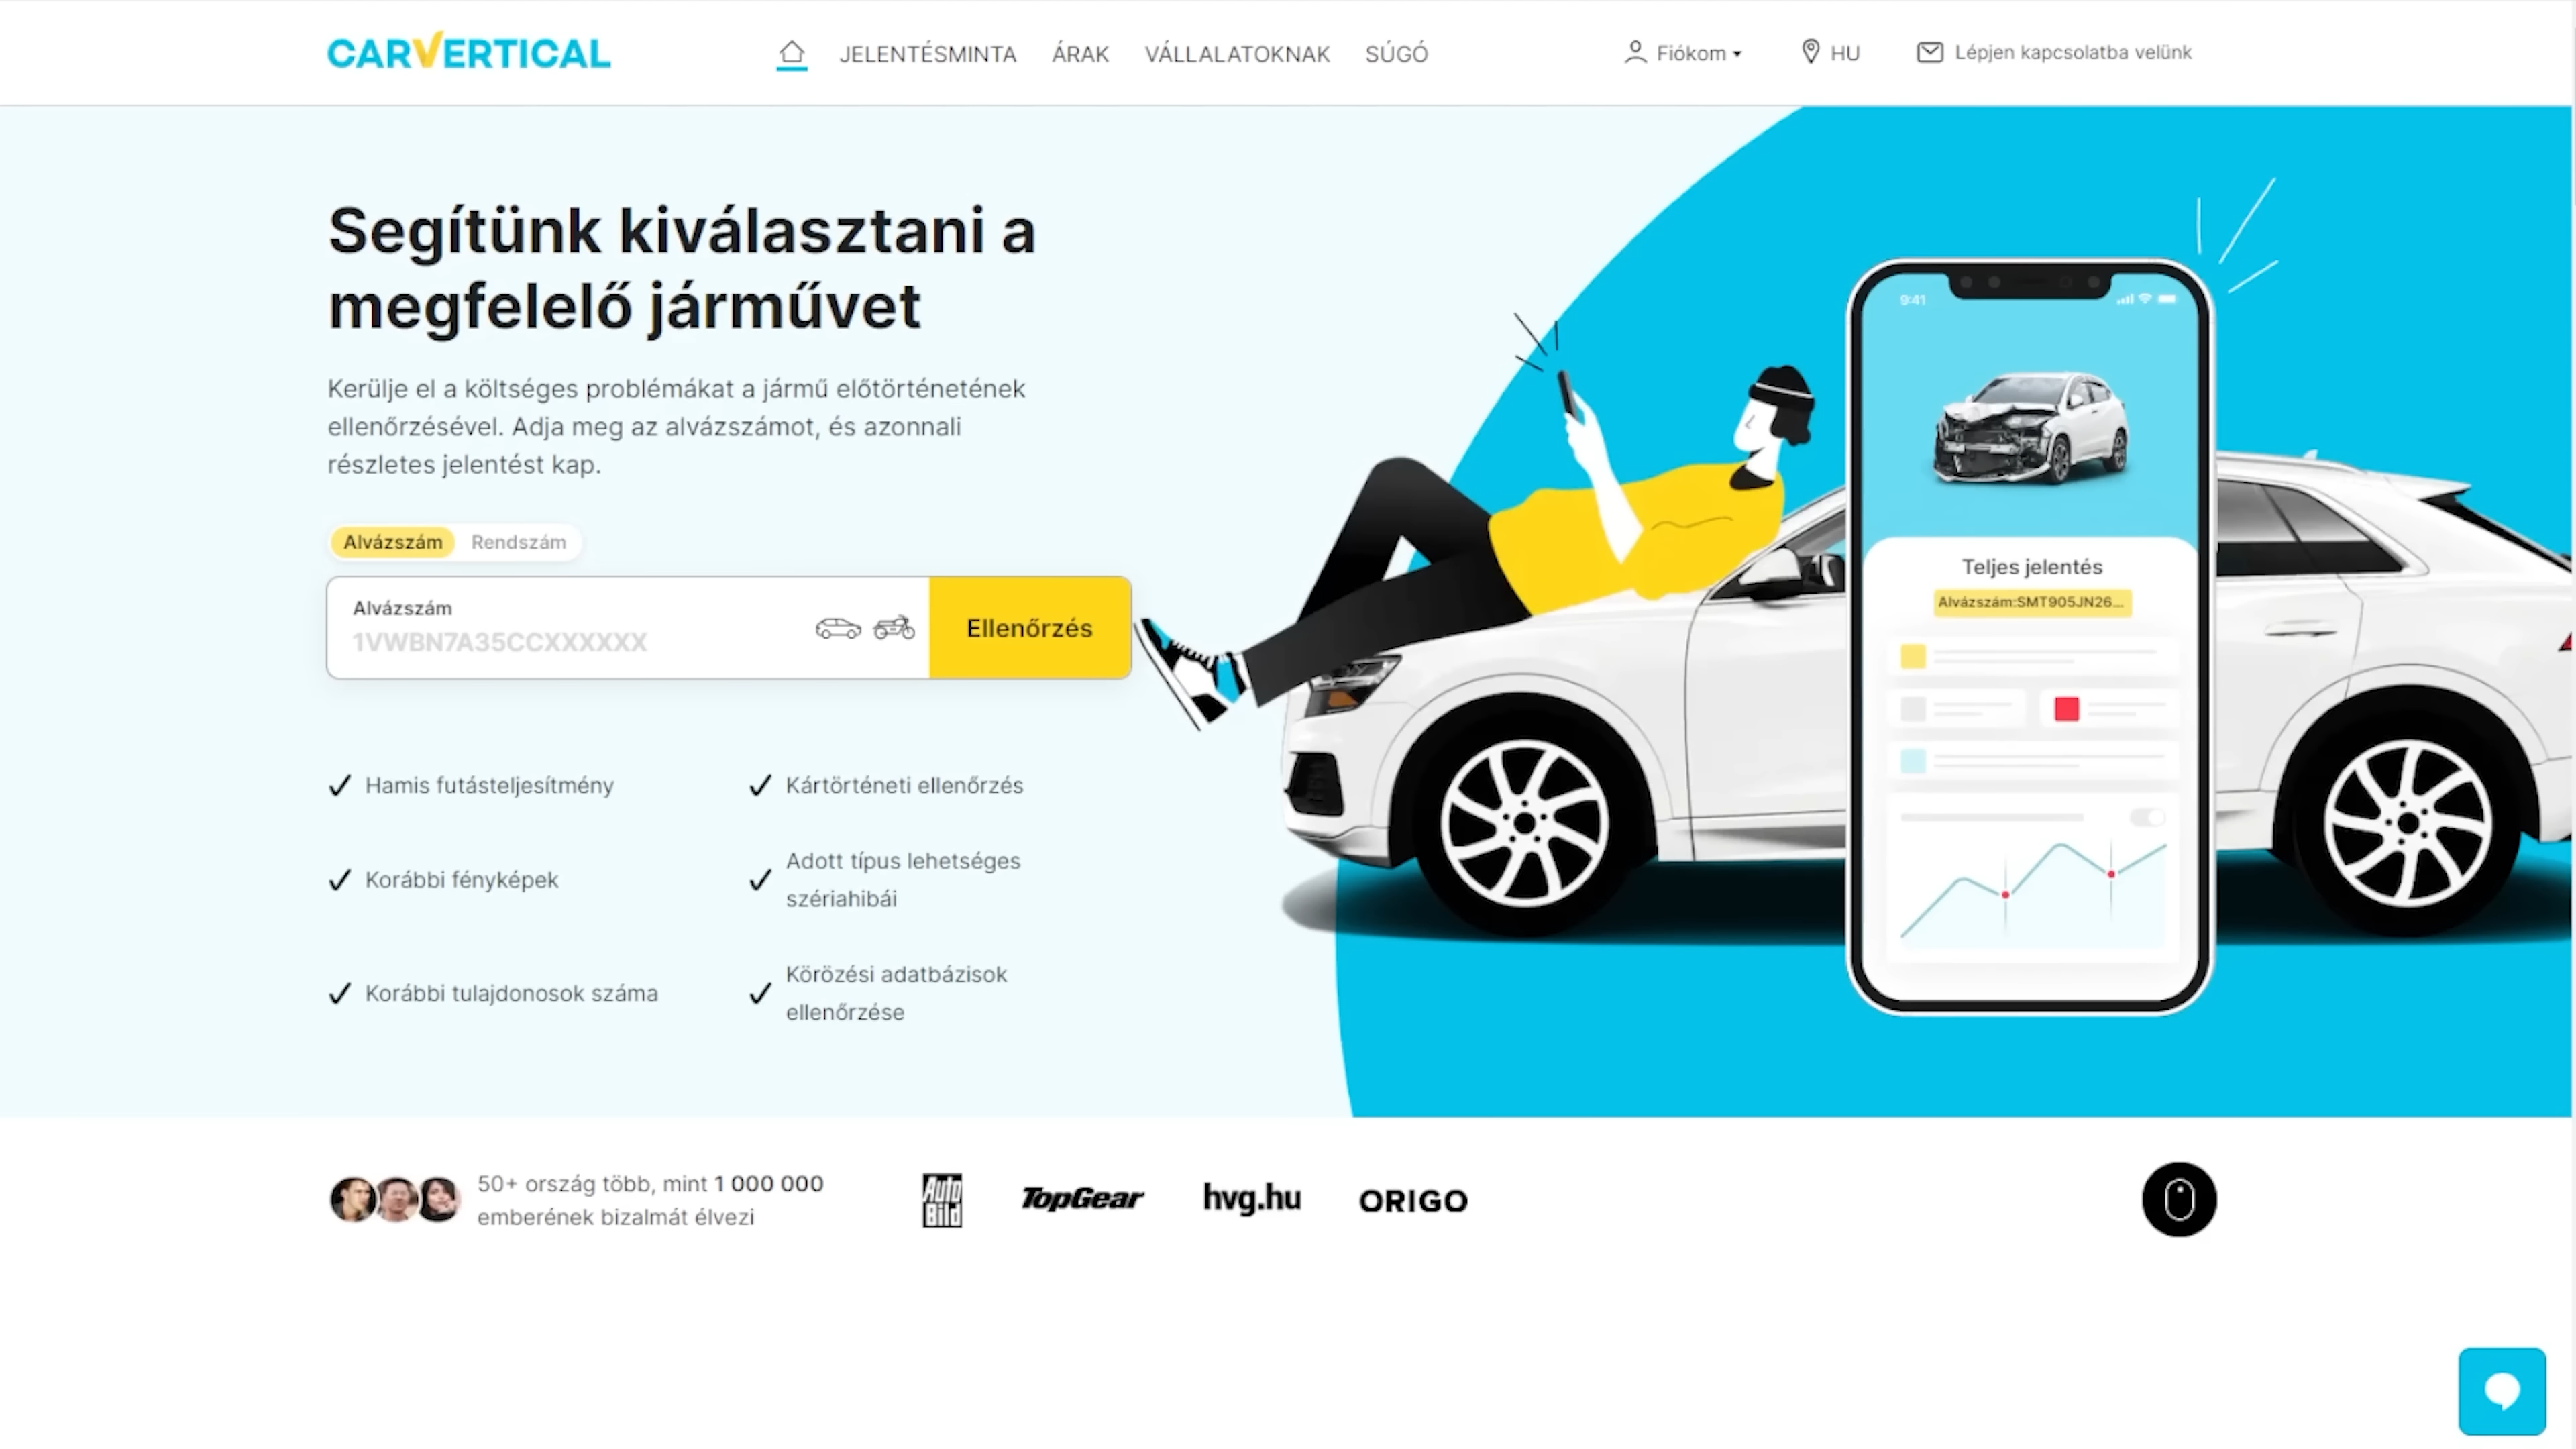 CARVERTICAL
JELENTÉSMINTA
ÁRAK
VÁLLALATOKNAK
SÚGÓ
Fiókom
HU
Lépjen kapcsolatba velünk
Segítünk kiválasztani a
megfelelő járművet
Kerülje el a költséges problémákat a jármű előtörténetének
ellenőrzésével. Adja meg az alvázszámot, és azonnali
részletes jelentést kap.
Alvázszám
Rendszám
Alvázszám
1VWBN7A35CCXXXXXX
Ellenőrzés
Hamis futásteljesítmény
Kártörténeti ellenőrzés
Korábbi fényképek
Adott típus lehetséges
szériahibái
Korábbi tulajdonosok száma
Körözési adatbázisok
ellenőrzése
9:41
Teljes jelentés
Alvázszám:SMT905JN26...
50+ ország több, mint 1 000 000
emberének bizalmát élvezi
Auto
Bild
TopGear
hvg.hu
ORIGO